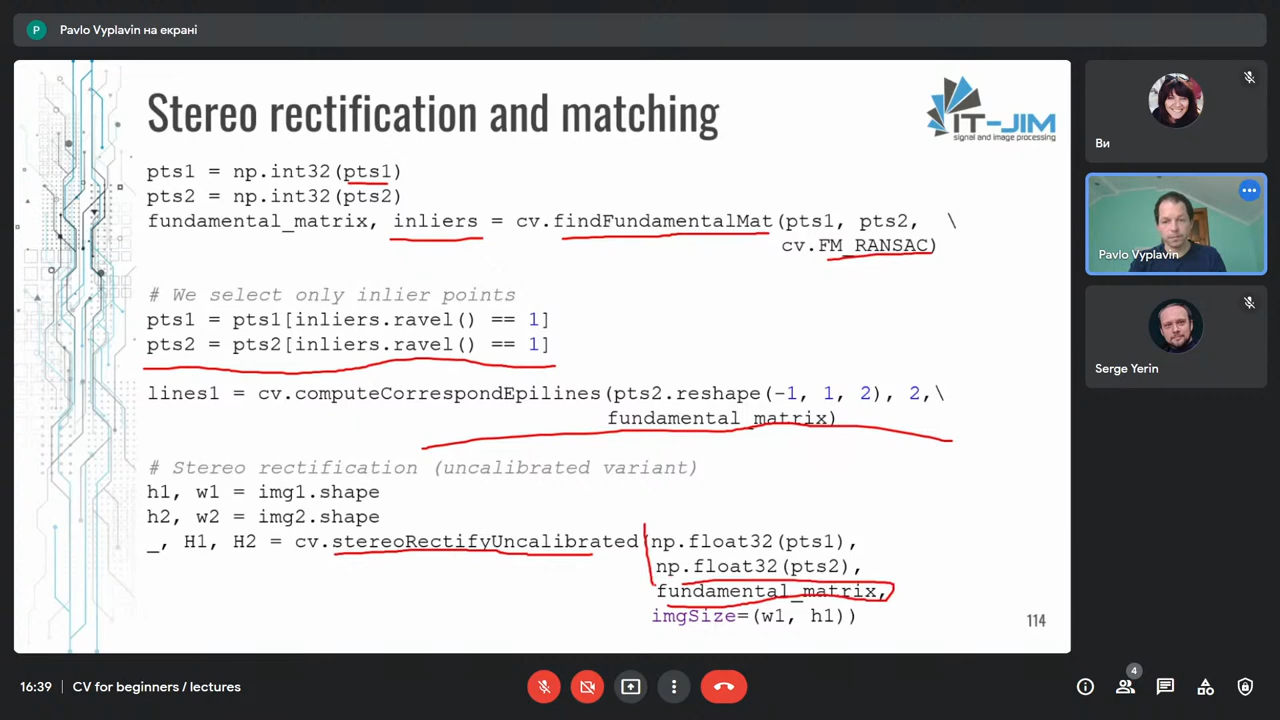 P Pavlo Vyplavin на екрані
Stereo rectification and matching
IT-JIM
signal and image processing
pts1 = np.int32(pts1)
pts2 = np.int32(pts2)
fundamental_matrix, inliers = cv.findFundamentalMat(pts1, pts2, \
cv.FM_RANSAC)
# We select only inlier points
pts1 = pts1[inliers.ravel() == 1]
pts2 = pts2[inliers.ravel() == 1]
lines1 = cv.computeCorrespondEpilines(pts2.reshape(-1, 1, 2), 2,\
fundamental_matrix)
# Stereo rectification (uncalibrated variant)
h1, w1 = img1.shape
h2, w2 = img2.shape
_, H1, H2 = cv.stereoRectifyUncalibrated(np.float32(pts1),
np.float32(pts2),
fundamental_matrix,
imgSize=(w1, h1))
114
Ви
Pavlo Vyplavin
Serge Yerin
16:39 | CV for beginners / lectures
4